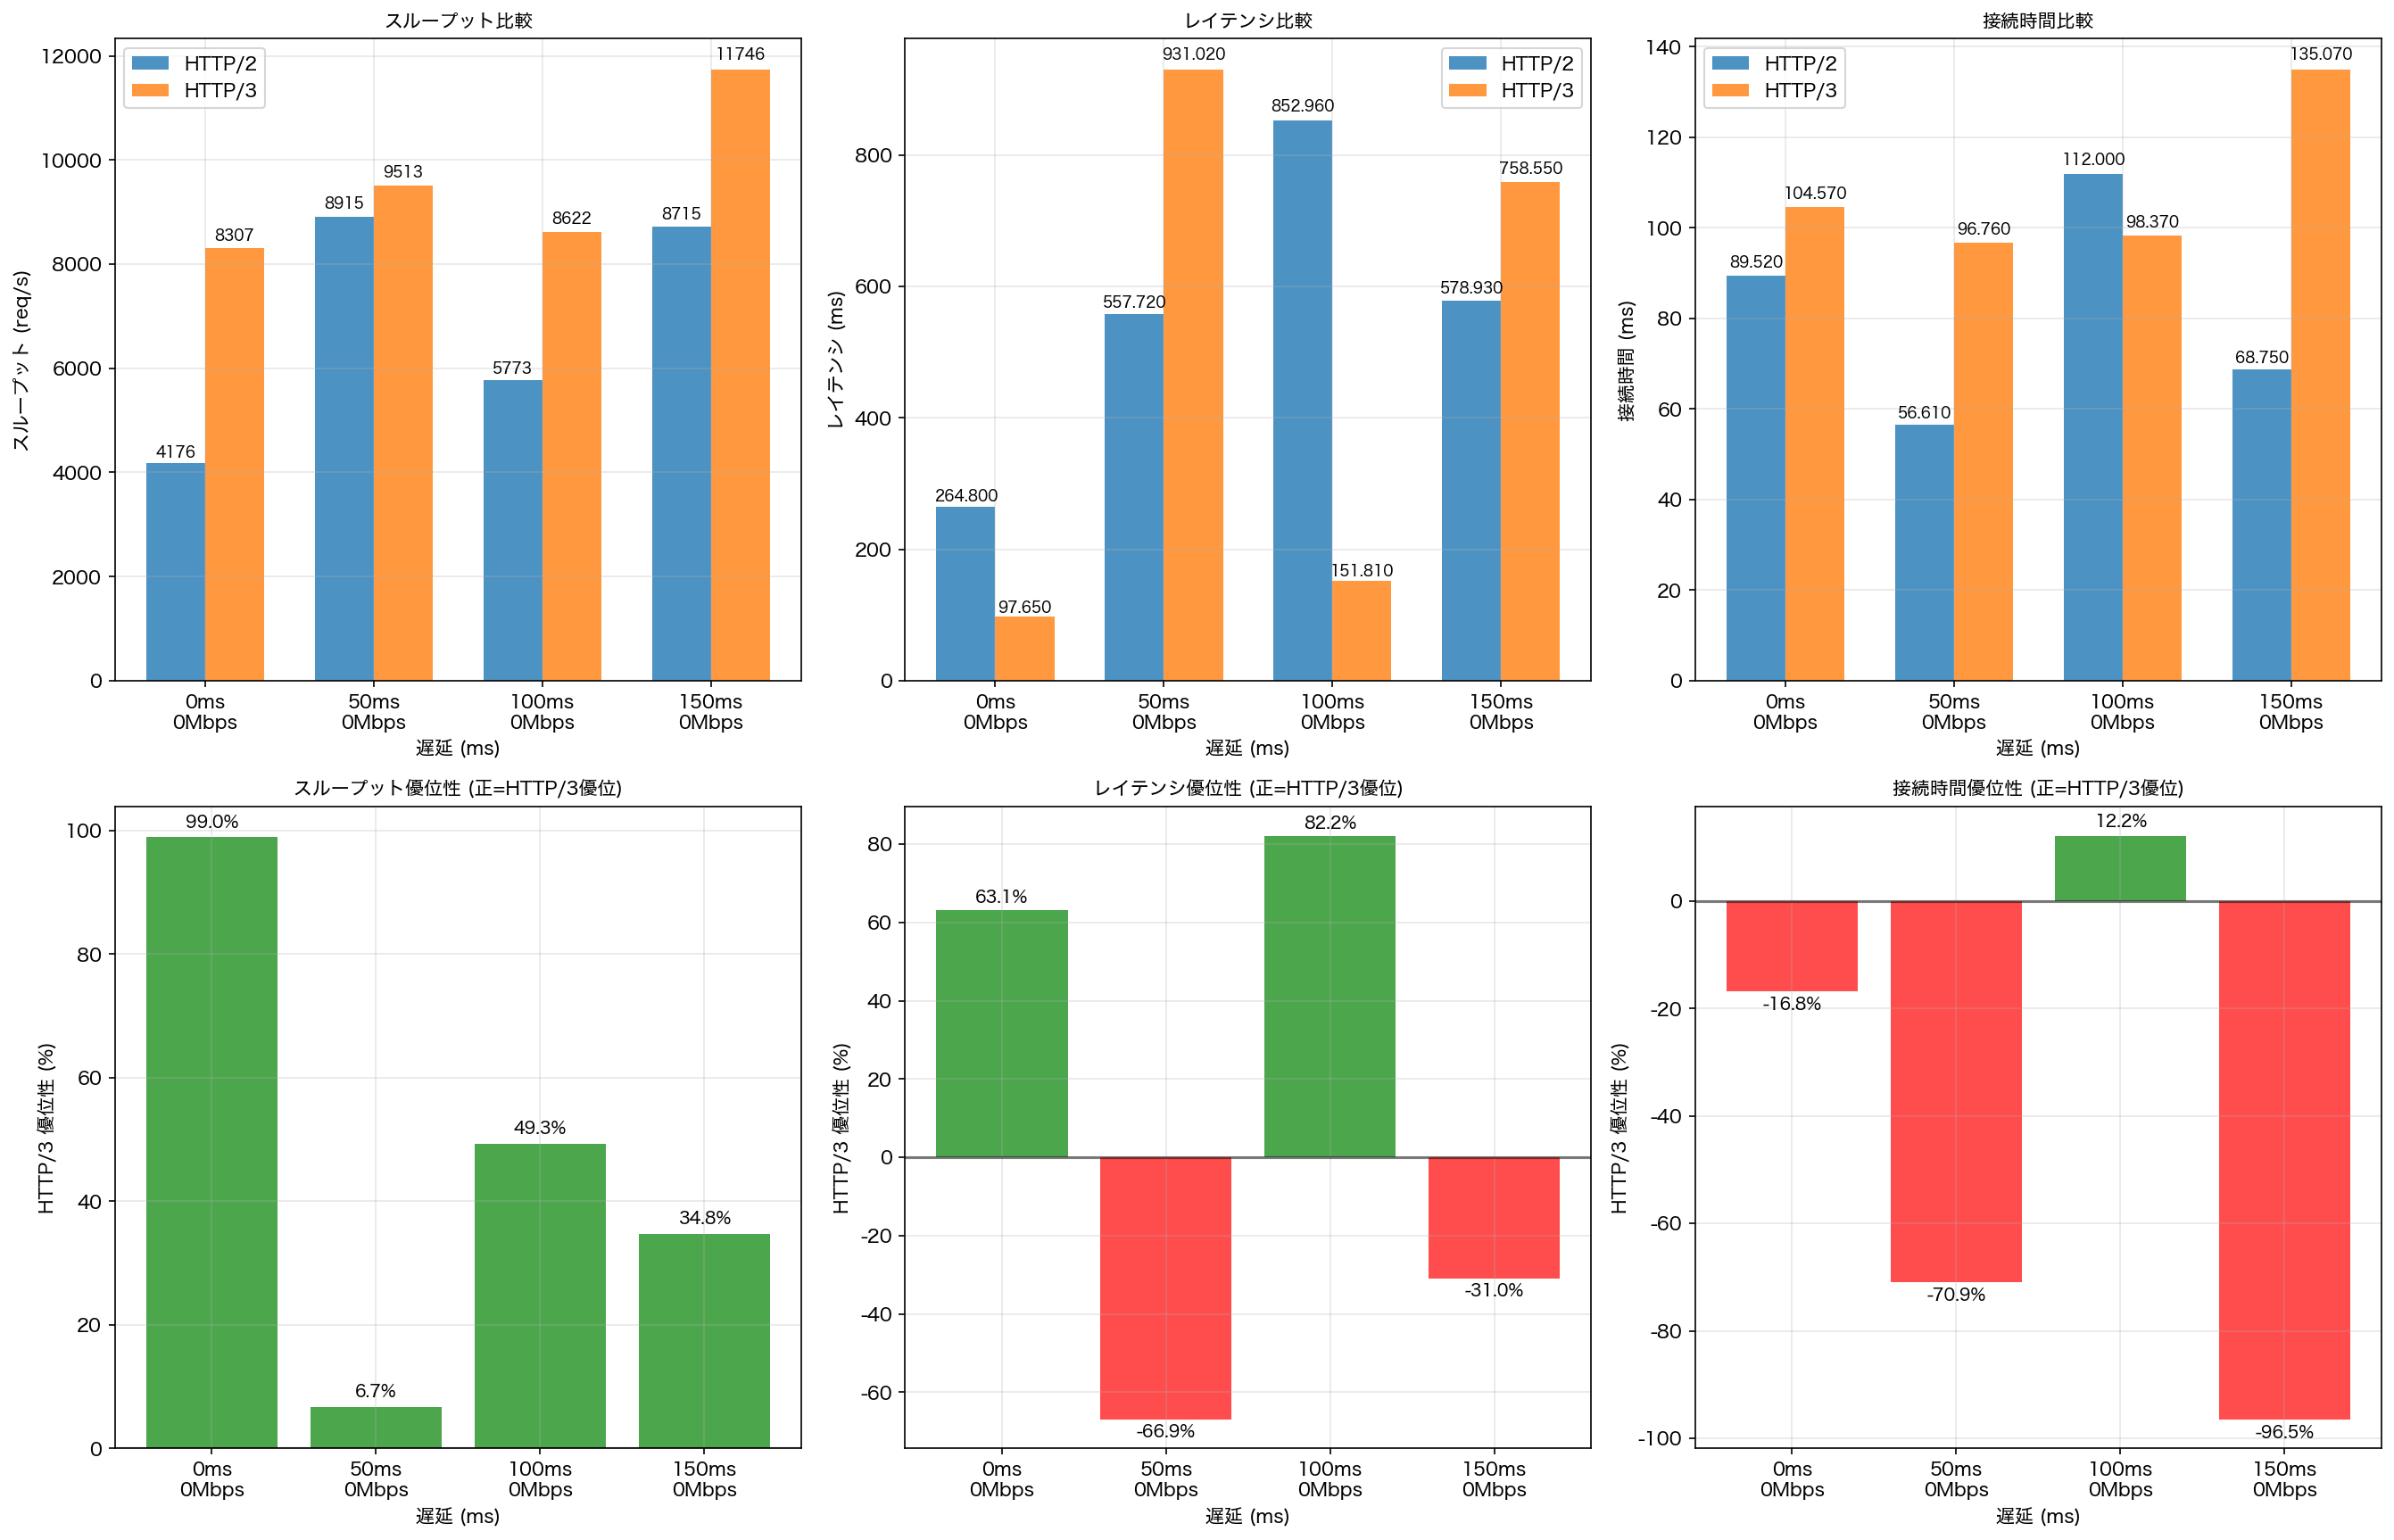 スループット比較
12000
10000
8000
6000
4000
2000
0
スループット (req/s)
HTTP/2
HTTP/3
4176
8307
8915
9513
5773
8622
8715
11746
0ms
0Mbps
50ms
0Mbps
100ms
0Mbps
150ms
0Mbps
遅延 (ms)
レイテンシ比較
800
600
400
200
0
レイテンシ (ms)
HTTP/2
HTTP/3
264.800
97.650
557.720
931.020
852.960
151.810
578.930
758.550
0ms
0Mbps
50ms
0Mbps
100ms
0Mbps
150ms
0Mbps
遅延 (ms)
接続時間比較
140
120
100
80
60
40
20
0
接続時間 (ms)
HTTP/2
HTTP/3
89.520
104.570
56.610
96.760
112.000
98.370
68.750
135.070
0ms
0Mbps
50ms
0Mbps
100ms
0Mbps
150ms
0Mbps
遅延 (ms)
スループット優位性 (正=HTTP/3優位)
100
80
60
40
20
0
HTTP/3 優位性 (%)
99.0%
6.7%
49.3%
34.8%
0ms
0Mbps
50ms
0Mbps
100ms
0Mbps
150ms
0Mbps
遅延 (ms)
レイテンシ優位性 (正=HTTP/3優位)
80
60
40
20
0
-20
-40
-60
HTTP/3 優位性 (%)
63.1%
-66.9%
82.2%
-31.0%
0ms
0Mbps
50ms
0Mbps
100ms
0Mbps
150ms
0Mbps
遅延 (ms)
接続時間優位性 (正=HTTP/3優位)
0
-20
-40
-60
-80
-100
HTTP/3 優位性 (%)
-16.8%
-70.9%
12.2%
-96.5%
0ms
0Mbps
50ms
0Mbps
100ms
0Mbps
150ms
0Mbps
遅延 (ms)